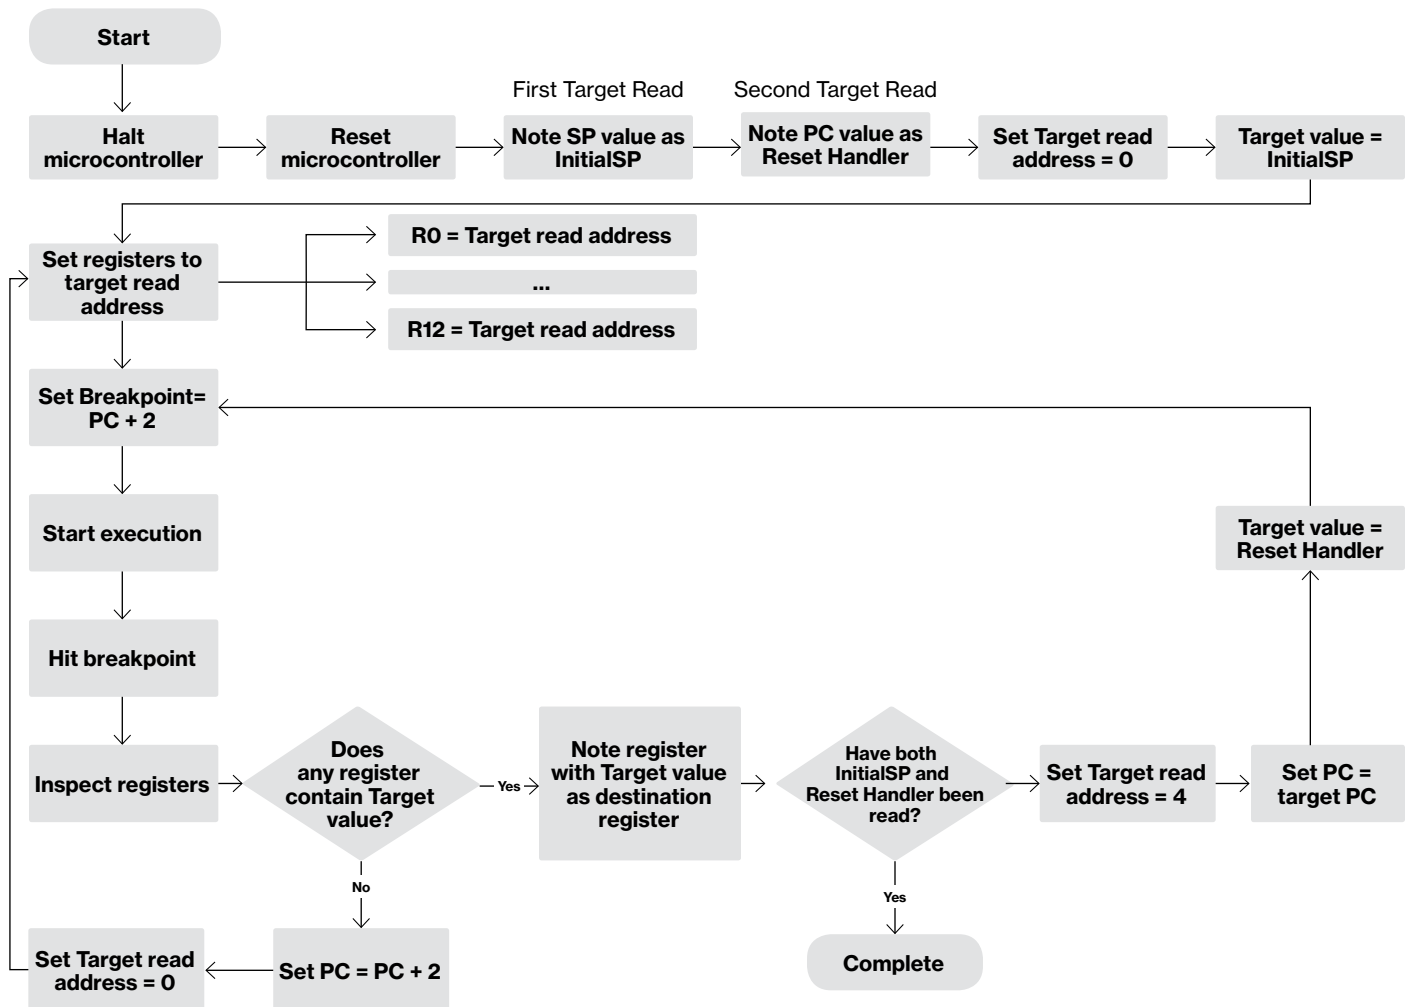 Start
First Target Read
Second Target Read
Halt
microcontroller
Reset
microcontroller
Note SP value as
InitialSP
Note PC value as
Reset Handler
Set Target read
address = 0
Target value =
InitialSP
Set registers to
target read
address
R0 = Target read address
...
R12 = Target read address
Set Breakpoint=
PC + 2
Start execution
Target value =
Reset Handler
Hit breakpoint
Inspect registers
Does
any register
contain Target
value?
Yes
Note register
with Target value
as destination
register
Have both
InitialSP and
Reset Handler been
read?
Set Target read
address = 4
Set PC =
target PC
No
Yes
Set Target read
address = 0
Set PC = PC + 2
Complete